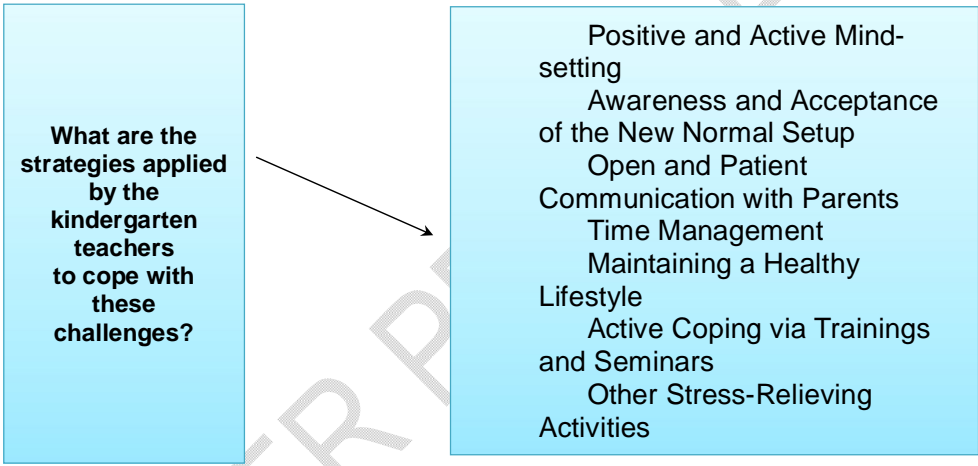 What are the
strategies applied
by the
kindergarten
teachers
to cope with
these
challenges?
Positive and Active Mind-
setting
Awareness and Acceptance
of the New Normal Setup
Open and Patient
Communication with Parents
Time Management
Maintaining a Healthy
Lifestyle
Active Coping via Trainings
and Seminars
Other Stress-Relieving
Activities